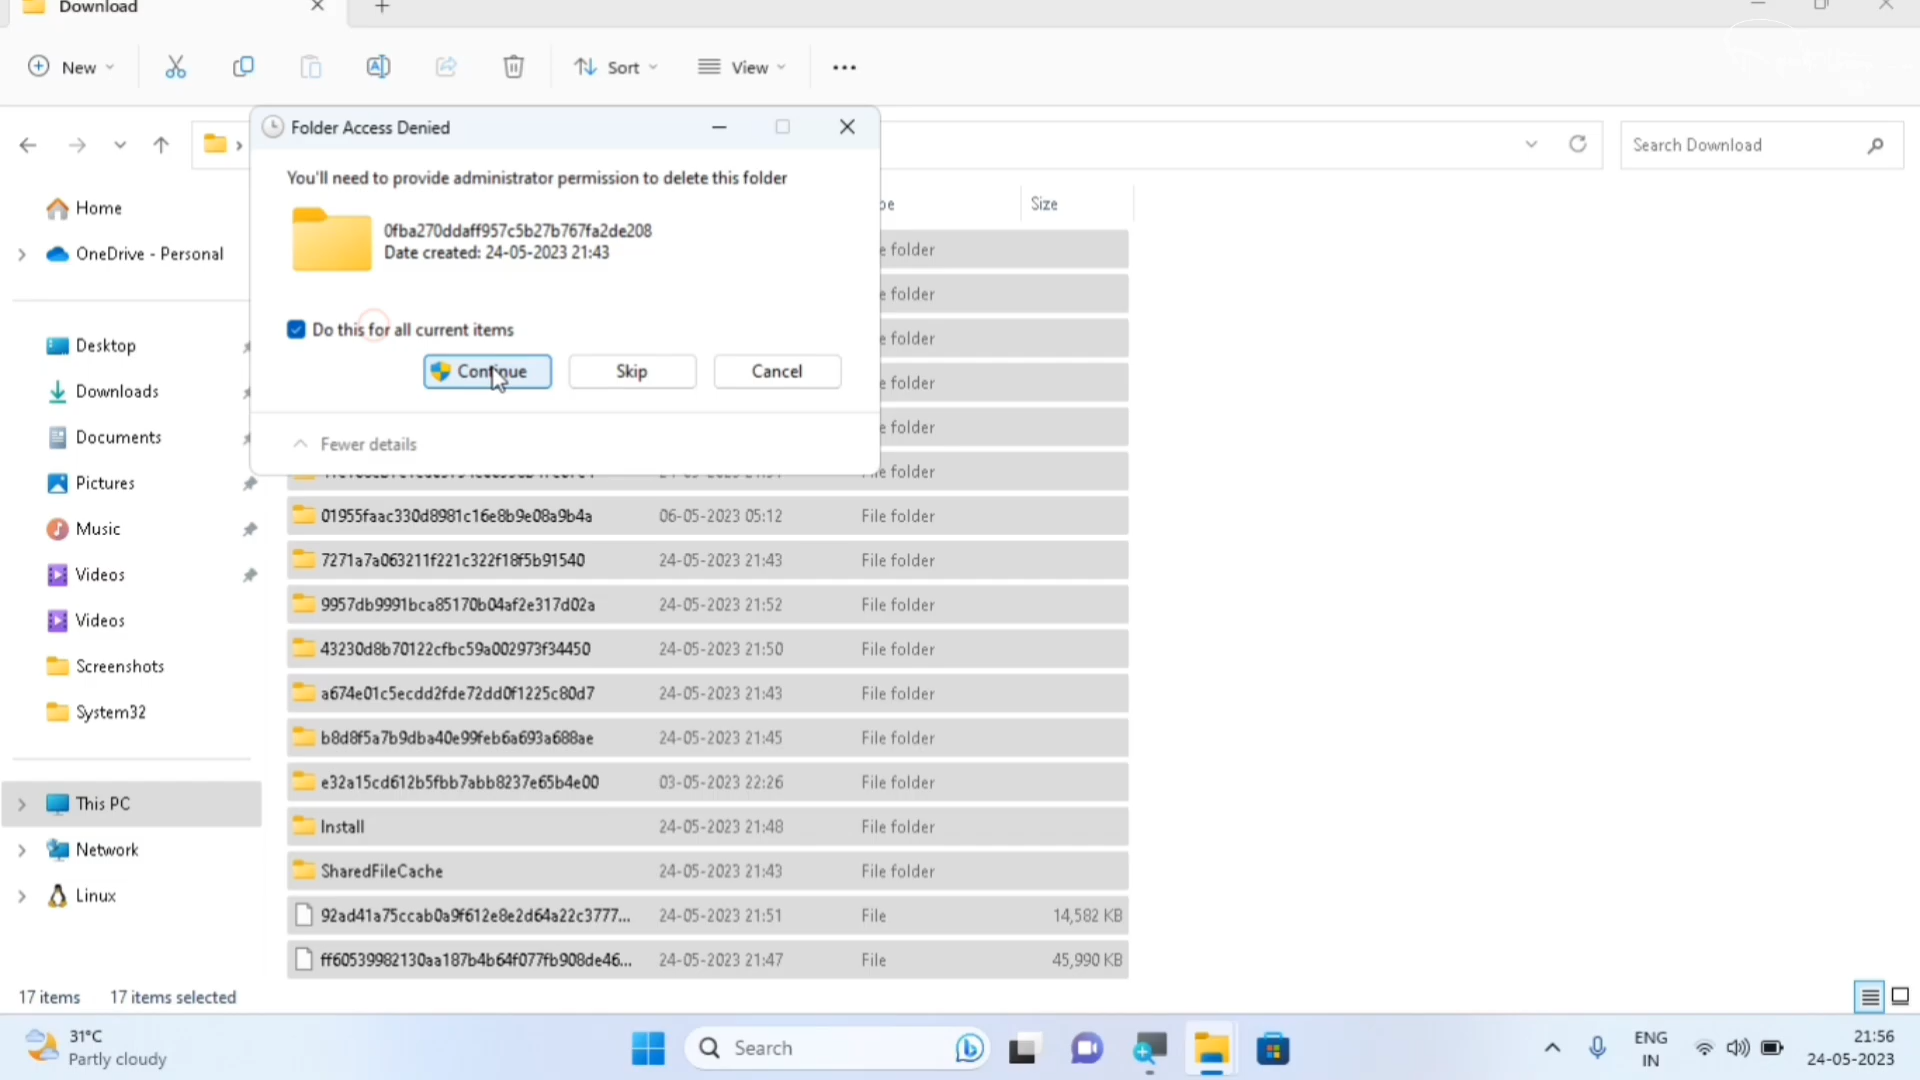 Download
New
Sort
View
Search Download
Folder Access Denied
You'll need to provide administrator permission to delete this folder
0fba270ddaff957c5b27b767fa2de208
Date created: 24-05-2023 21:43
Do this for all current items
Continue
Skip
Cancel
Fewer details
Home
OneDrive - Personal
Desktop
Downloads
Documents
Pictures
Music
Videos
Videos
Screenshots
System32
This PC
Network
Linux
Size
e folder
e folder
e folder
e folder
e folder
e folder
01955faac330d8981c16e8b9e08a9b4a 06-05-2023 05:12 File folder
7271a7a063211f221c322f18f5b91540 24-05-2023 21:43 File folder
9957db9991bca85170b04af2e317d02a 24-05-2023 21:52 File folder
43230d8b70122cfbc59a002973f34450 24-05-2023 21:50 File folder
a674e01c5ecdd2fde72dd0f1225c80d7 24-05-2023 21:43 File folder
b8d8f5a7b9dba40e99feb6a693a688ae 24-05-2023 21:45 File folder
e32a15cd612b5fbb7abb8237e65b4e00 03-05-2023 22:26 File folder
Install 24-05-2023 21:48 File folder
SharedFileCache 24-05-2023 21:43 File folder
92ad41a75ccab0a9f612e8e2d64a22c3777... 24-05-2023 21:51 File 14,582 KB
ff60539982130aa187b4b64f077fb908de46... 24-05-2023 21:47 File 45,990 KB
17 items 17 items selected
31°C
Partly cloudy
Search
ENG
IN
21:56
24-05-2023